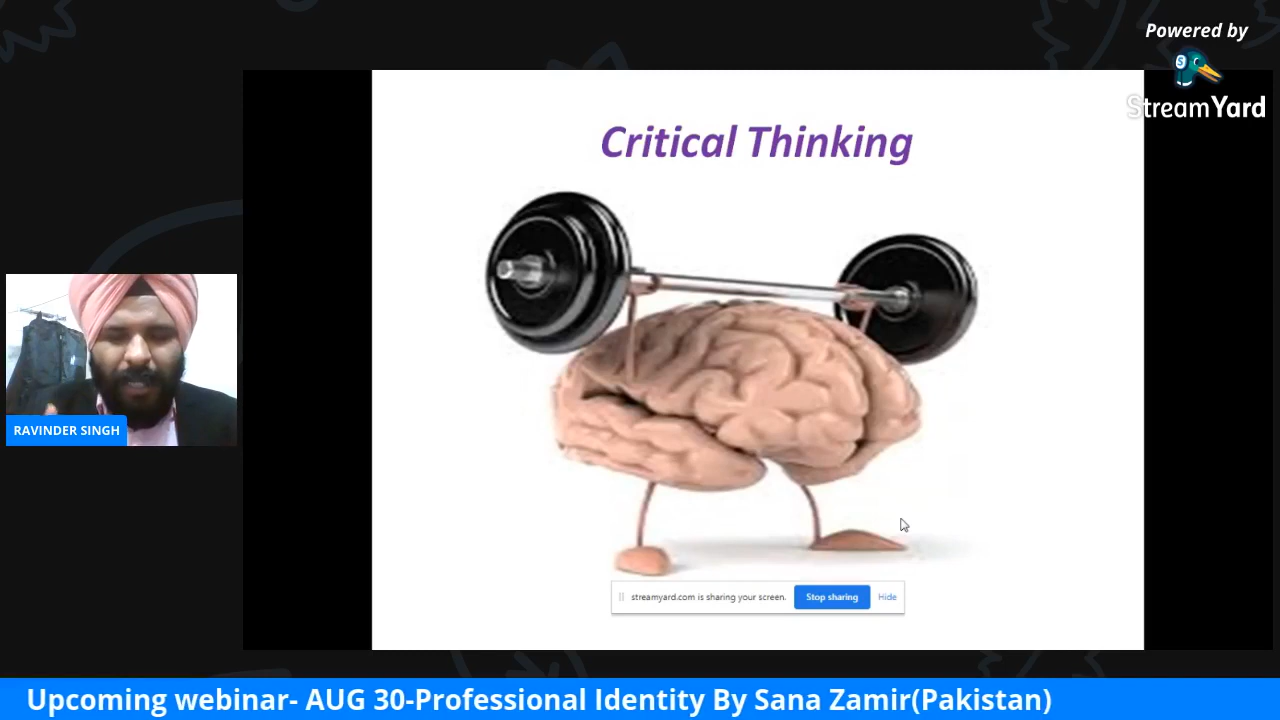 Powered by
S
StreamYard
Critical Thinking
RAVINDER SINGH
streamyard.com is sharing your screen.
Stop sharing
Hide
Upcoming webinar- AUG 30-Professional Identity By Sana Zamir(Pakistan)